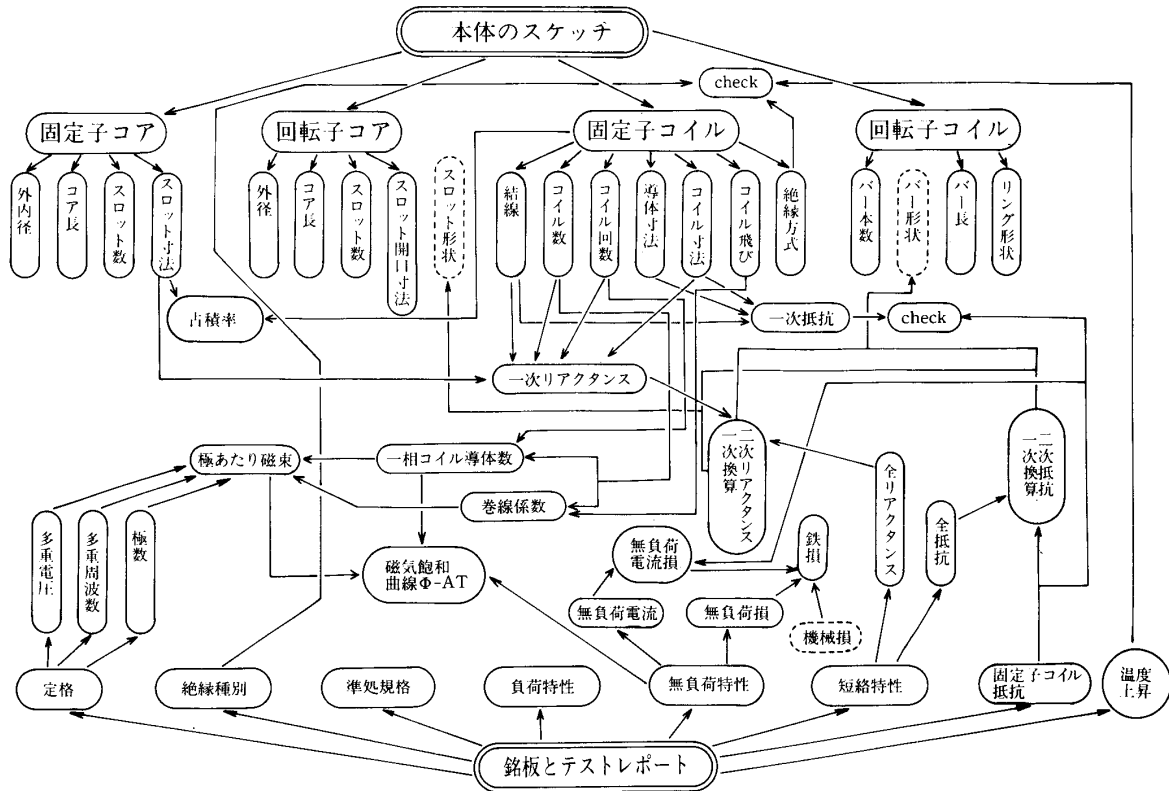 本体のスケッチ
check
固定子コア
回転子コア
固定子コイル
回転子コイル
外内径
コア長
スロット数
スロット寸法
外径
コア長
スロット数
スロット開口寸法
スロット形状
結線
コイル数
コイル回数
導体寸法
コイル寸法
コイル飛び
絶縁方式
バー本数
バー形状
バー長
リング形状
占積率
一次抵抗
check
一次リアクタンス
極あたり磁束
一相コイル導体数
巻線係数
二次リアクタンス
一次換算
全リアクタンス
全抵抗
二次抵抗
一次換算
多重電圧
多重周波数
極数
磁気飽和
曲線Φ-AT
無負荷
電流損
鉄損
無負荷電流
無負荷損
機械損
定格
絶縁種別
準処規格
負荷特性
無負荷特性
短絡特性
固定子コイル
抵抗
温度
上昇
銘板とテストレポート